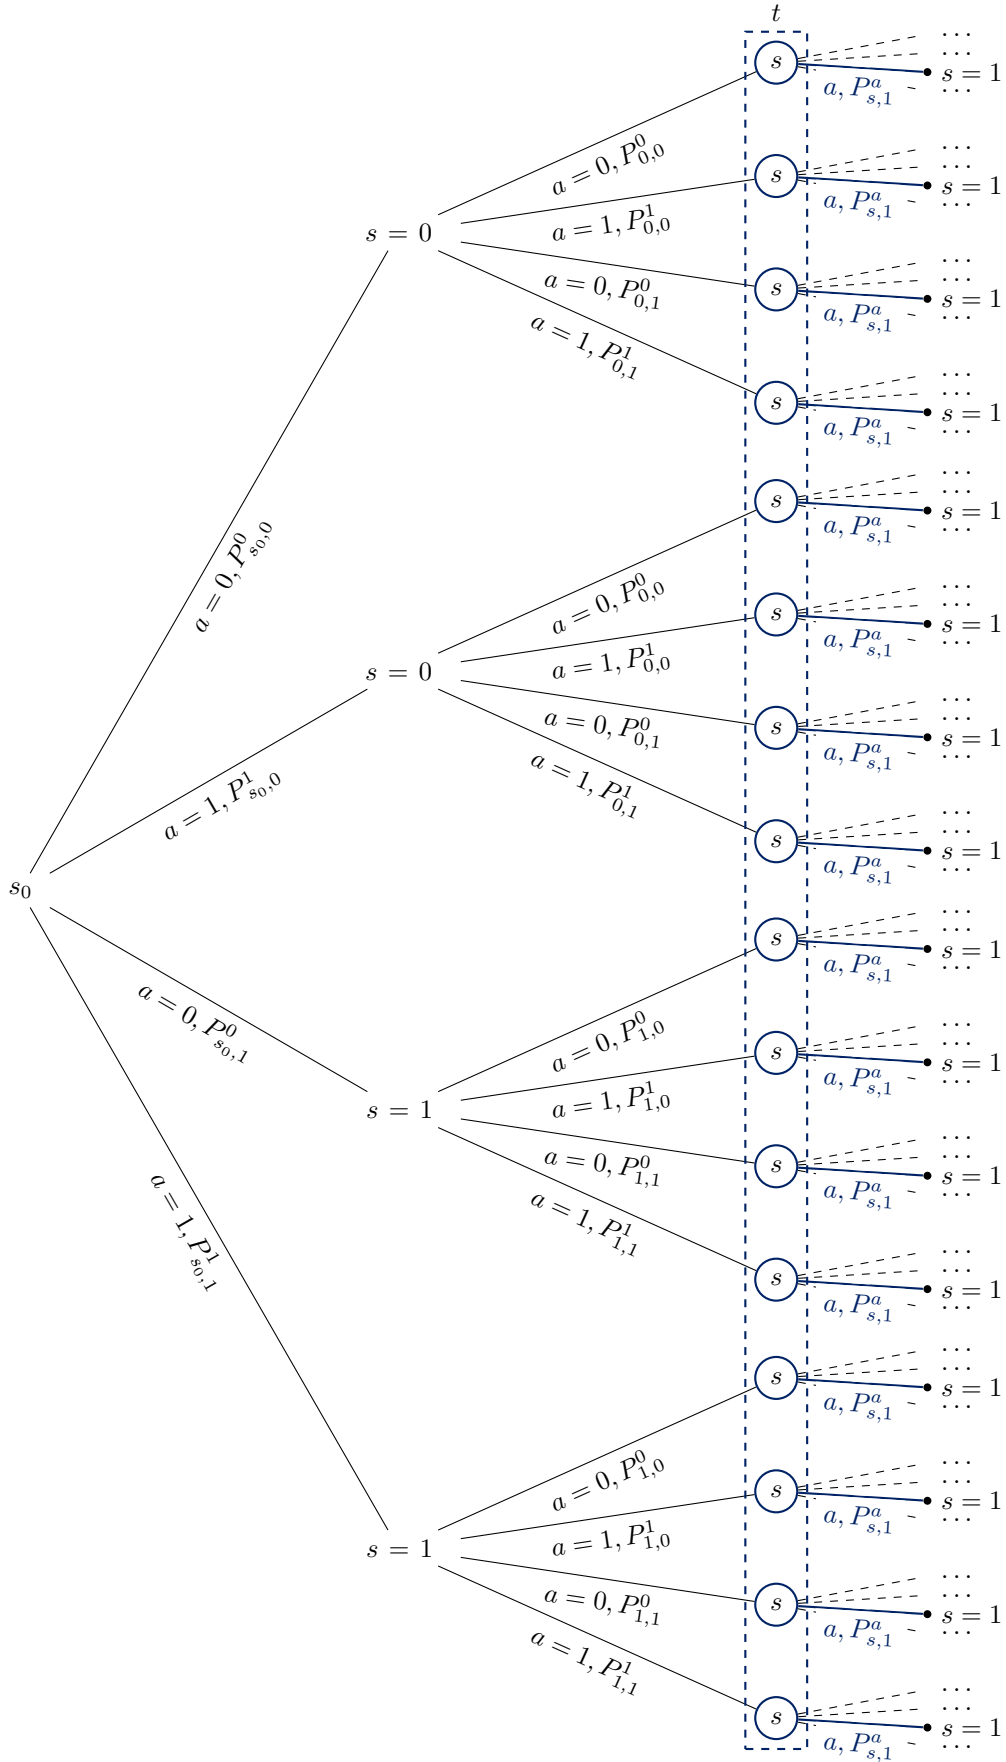 t
s
...
...
s = 1
a, P^a_{s,1}
...
a = 0, P^0_{0,0}
s
...
...
s = 1
a, P^a_{s,1}
...
a = 1, P^1_{0,0}
s = 0
a = 0, P^0_{0,1}
s
...
...
s = 1
a, P^a_{s,1}
...
a = 1, P^1_{0,1}
s
...
...
s = 1
a, P^a_{s,1}
...
a = 0, P^0_{s_0,0}
s
...
...
s = 1
a, P^a_{s,1}
...
a = 0, P^0_{0,0}
s
...
...
s = 1
a, P^a_{s,1}
...
a = 1, P^1_{0,0}
s = 0
a = 0, P^0_{0,1}
s
...
...
s = 1
a, P^a_{s,1}
...
a = 1, P^1_{0,1}
s
...
...
s = 1
a, P^a_{s,1}
...
a = 1, P^1_{s_0,0}
s_0
s
...
...
s = 1
a, P^a_{s,1}
...
a = 0, P^0_{s_0,1}
a = 0, P^0_{1,0}
s
...
...
s = 1
a, P^a_{s,1}
...
a = 1, P^1_{1,0}
s = 1
a = 0, P^0_{1,1}
s
...
...
s = 1
a, P^a_{s,1}
...
a = 1, P^1_{1,1}
s
...
...
s = 1
a, P^a_{s,1}
...
a = 1, P^1_{s_0,1}
s
...
...
s = 1
a, P^a_{s,1}
...
a = 0, P^0_{1,0}
s
...
...
s = 1
a, P^a_{s,1}
...
a = 1, P^1_{1,0}
s = 1
a = 0, P^0_{1,1}
s
...
...
s = 1
a, P^a_{s,1}
...
a = 1, P^1_{1,1}
s
...
...
s = 1
a, P^a_{s,1}
...